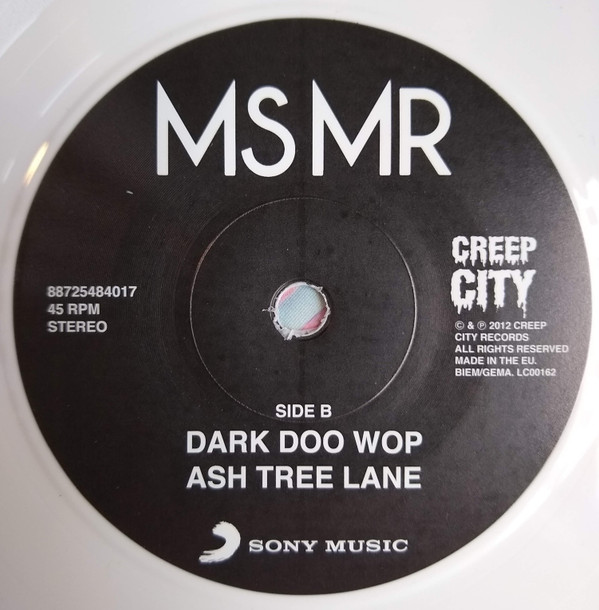 MS MR
88725484017
45 RPM
STEREO
CREEP
CITY
© & ℗ 2012 CREEP
CITY RECORDS
ALL RIGHTS RESERVED
MADE IN THE EU.
BIEM/GEMA. LC00162
SIDE B
DARK DOO WOP
ASH TREE LANE
SONY MUSIC